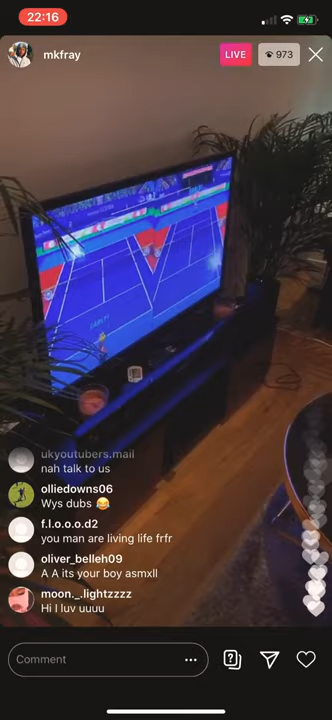 22:16
mkfray
LIVE
973
ukyoutubers.mail
nah talk to us
olliedowns06
Wys dubs 😂
f.l.o.o.o.d2
you man are living life frfr
oliver_belleh09
A A its your boy asmxll
moon._.lightzzzz
Hi I luv uuuu
Comment